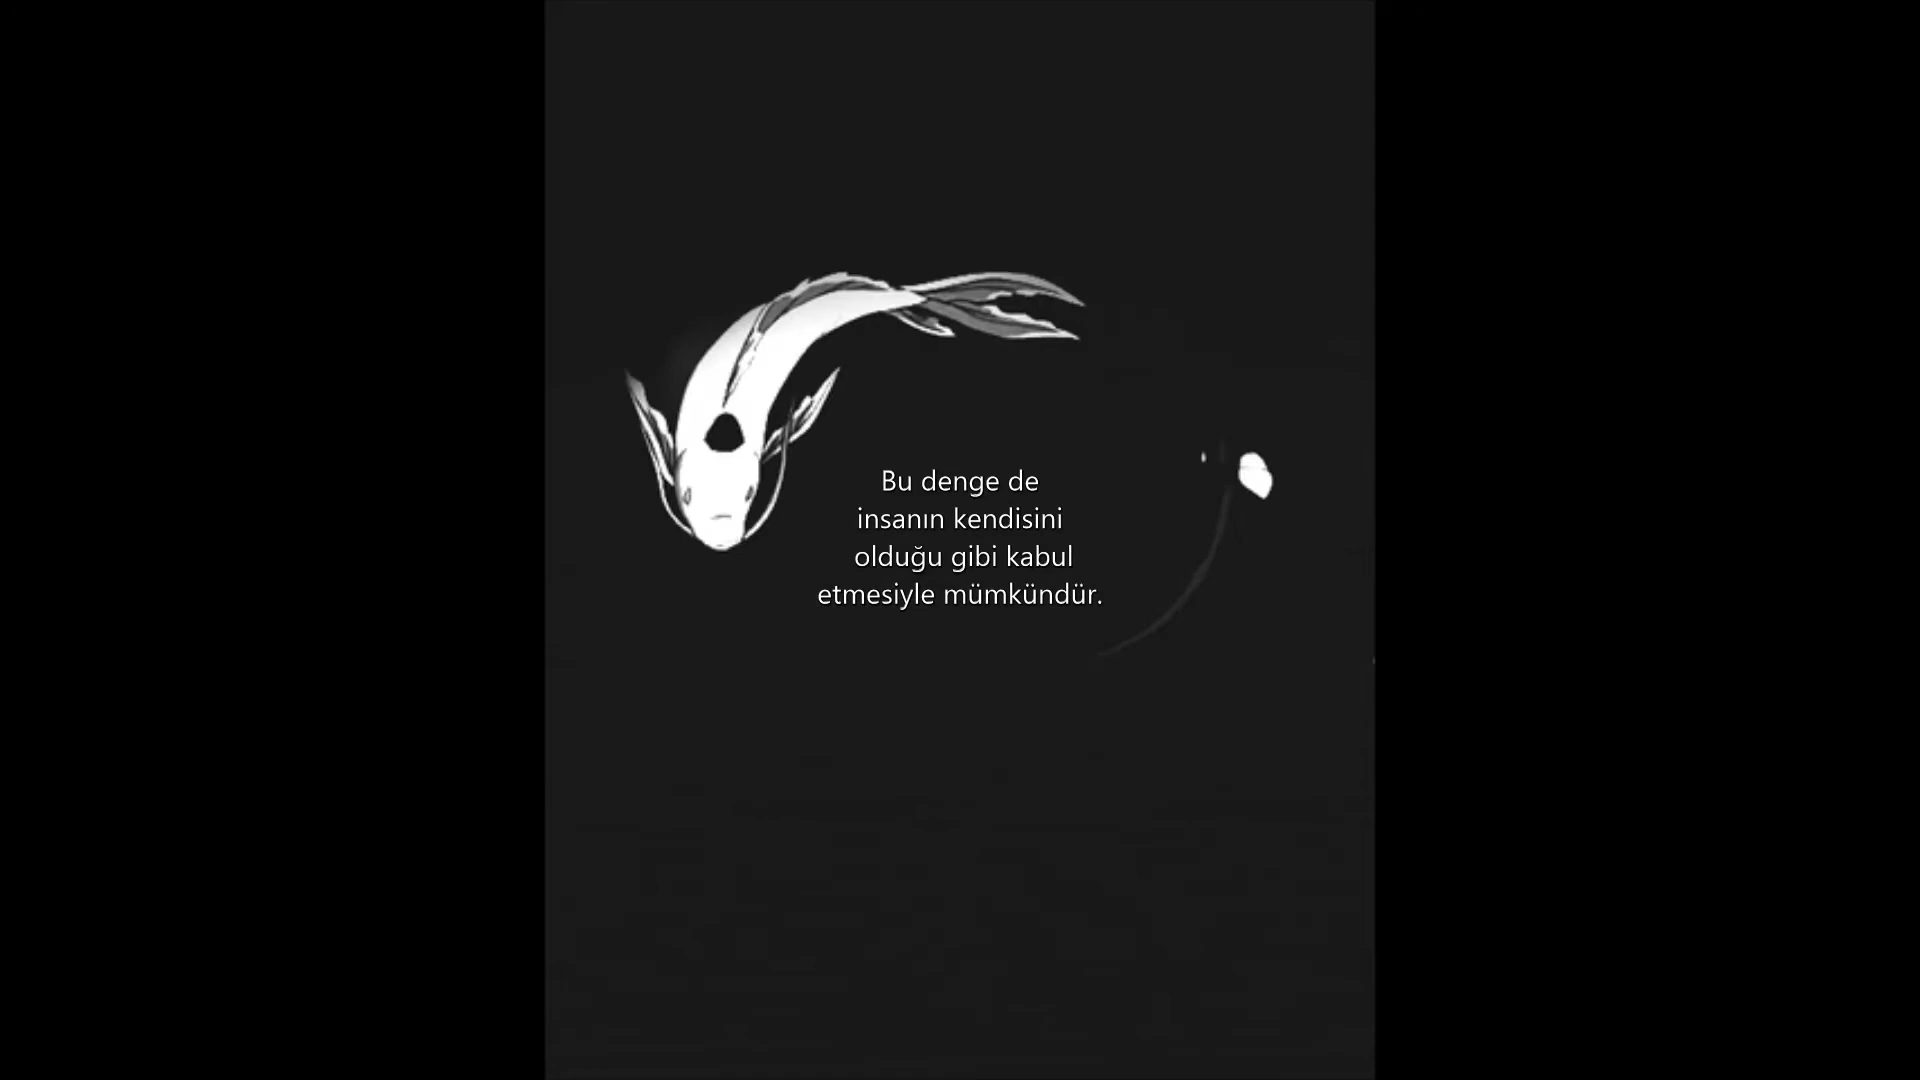 Bu denge de
insanın kendisini
olduğu gibi kabul
etmesiyle mümkündür.